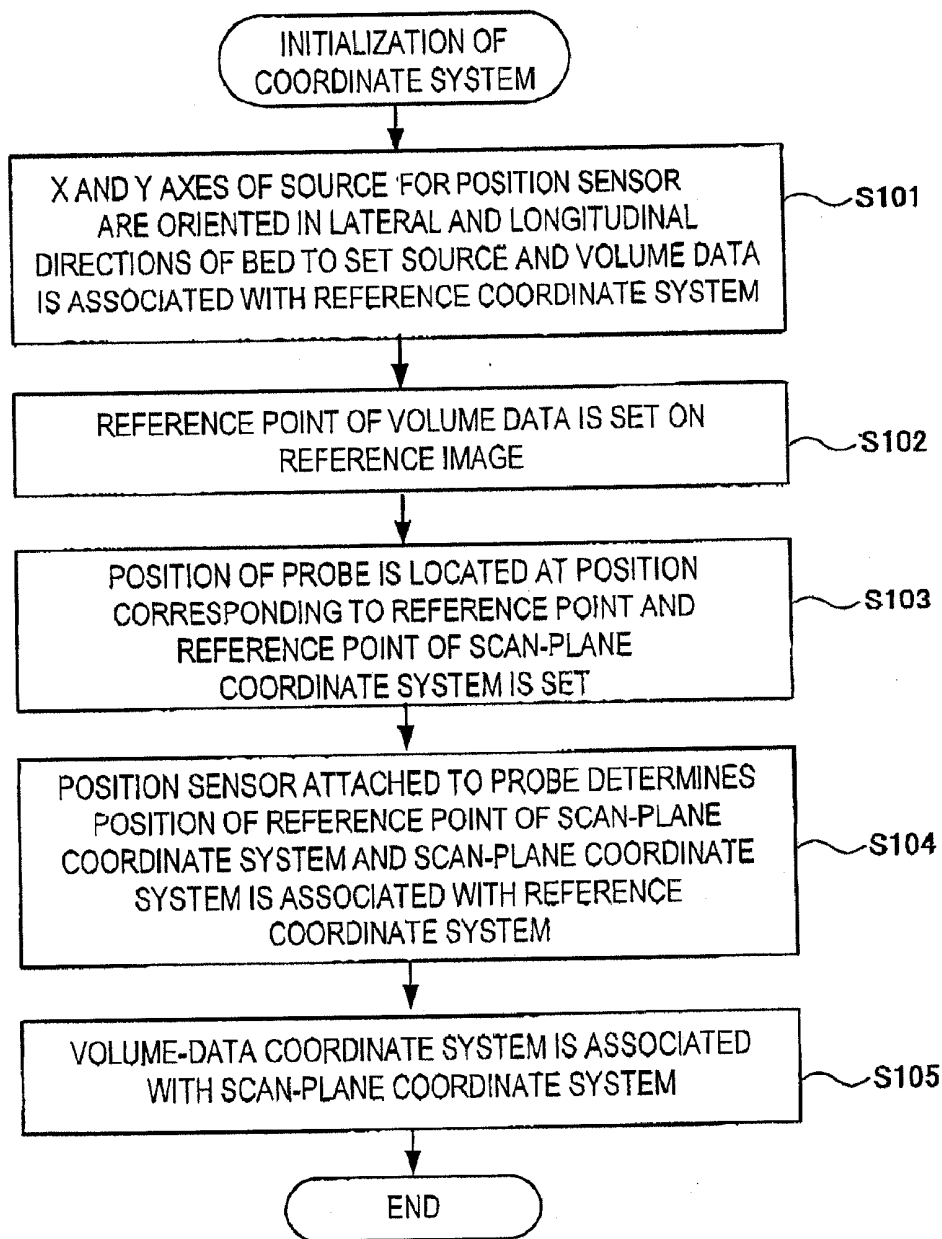 INITIALIZATION OF
COORDINATE SYSTEM
X AND Y AXES OF SOURCE FOR POSITION SENSOR
ARE ORIENTED IN LATERAL AND LONGITUDINAL
DIRECTIONS OF BED TO SET SOURCE AND VOLUME DATA
IS ASSOCIATED WITH REFERENCE COORDINATE SYSTEM
S101
REFERENCE POINT OF VOLUME DATA IS SET ON
REFERENCE IMAGE
S102
POSITION OF PROBE IS LOCATED AT POSITION
CORRESPONDING TO REFERENCE POINT AND
REFERENCE POINT OF SCAN-PLANE
COORDINATE SYSTEM IS SET
S103
POSITION SENSOR ATTACHED TO PROBE DETERMINES
POSITION OF REFERENCE POINT OF SCAN-PLANE
COORDINATE SYSTEM AND SCAN-PLANE COORDINATE
SYSTEM IS ASSOCIATED WITH REFERENCE
COORDINATE SYSTEM
S104
VOLUME-DATA COORDINATE SYSTEM IS ASSOCIATED
WITH SCAN-PLANE COORDINATE SYSTEM
S105
END